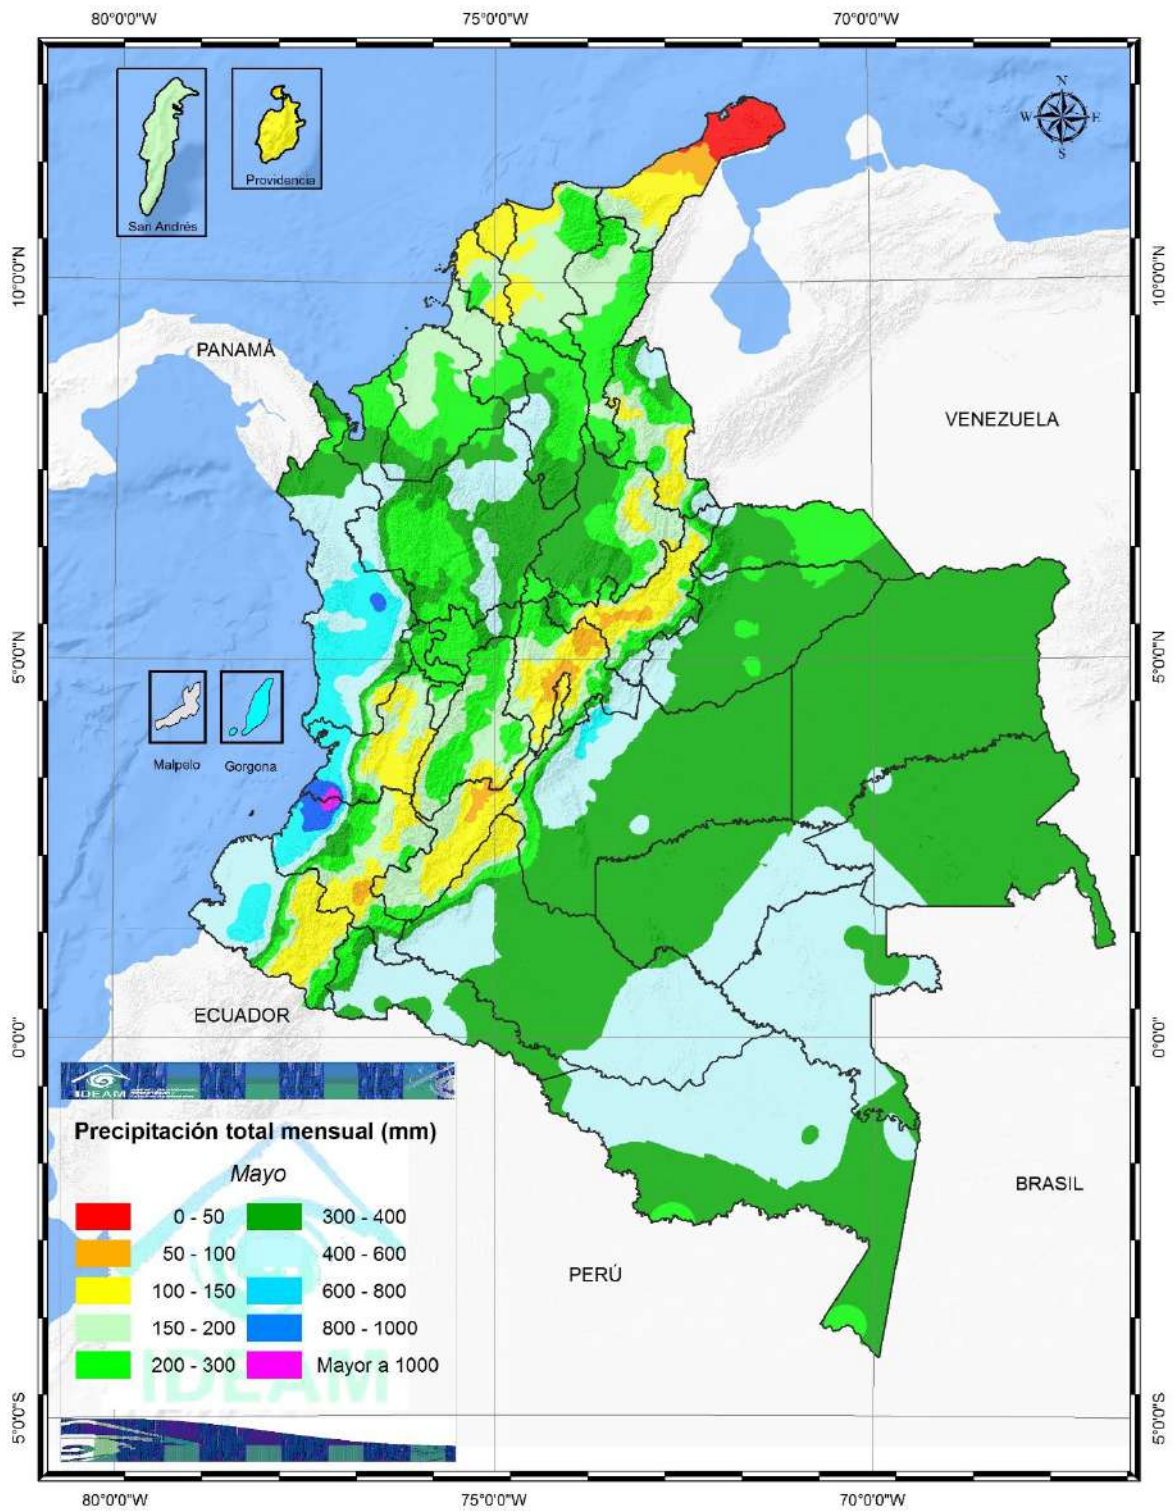 80°0'0"W 75°0'0"W 70°0'0"W
N
W E
S
San Andrés
Providencia
10°0'0"N 10°0'0"N
PANAMÁ
VENEZUELA
5°0'0"N 5°0'0"N
Malpelo Gorgona
ECUADOR
0°0'0" 0°0'0"
IDEAM
Precipitación total mensual (mm)
Mayo
0 - 50 300 - 400
50 - 100 400 - 600
100 - 150 600 - 800
150 - 200 800 - 1000
200 - 300 Mayor a 1000
IDEAM
BRASIL
PERÚ
5°0'0"S 5°0'0"S
80°0'0"W 75°0'0"W 70°0'0"W